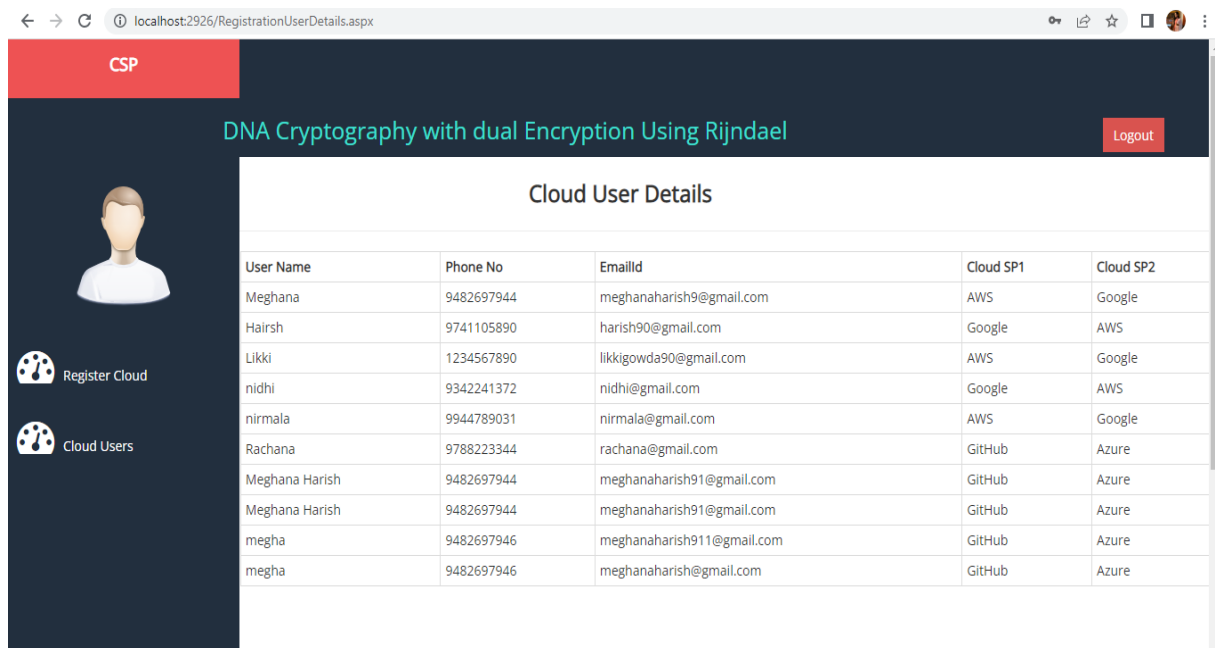 localhost:2926/RegistrationUserDetails.aspx
CSP
DNA Cryptography with dual Encryption Using Rijndael
Logout
Cloud User Details
User Name Phone No EmailId Cloud SP1 Cloud SP2
Meghana 9482697944 meghanaharish9@gmail.com AWS Google
Hairsh 9741105890 harish90@gmail.com Google AWS
Likki 1234567890 likkigowda90@gmail.com AWS Google
nidhi 9342241372 nidhi@gmail.com Google AWS
nirmala 9944789031 nirmala@gmail.com AWS Google
Rachana 9788223344 rachana@gmail.com GitHub Azure
Meghana Harish 9482697944 meghanaharish91@gmail.com GitHub Azure
Meghana Harish 9482697944 meghanaharish91@gmail.com GitHub Azure
megha 9482697946 meghanaharish911@gmail.com GitHub Azure
megha 9482697946 meghanaharish@gmail.com GitHub Azure
Register Cloud
Cloud Users